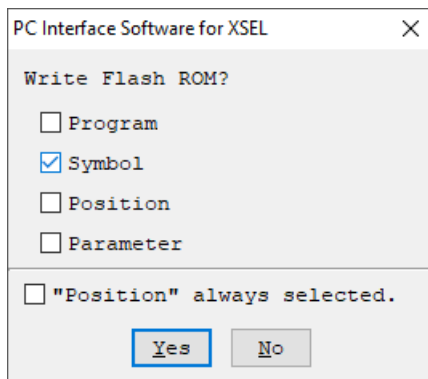 PC Interface Software for XSEL
Write Flash ROM?
Program
Symbol
Position
Parameter
"Position" always selected.
Yes No